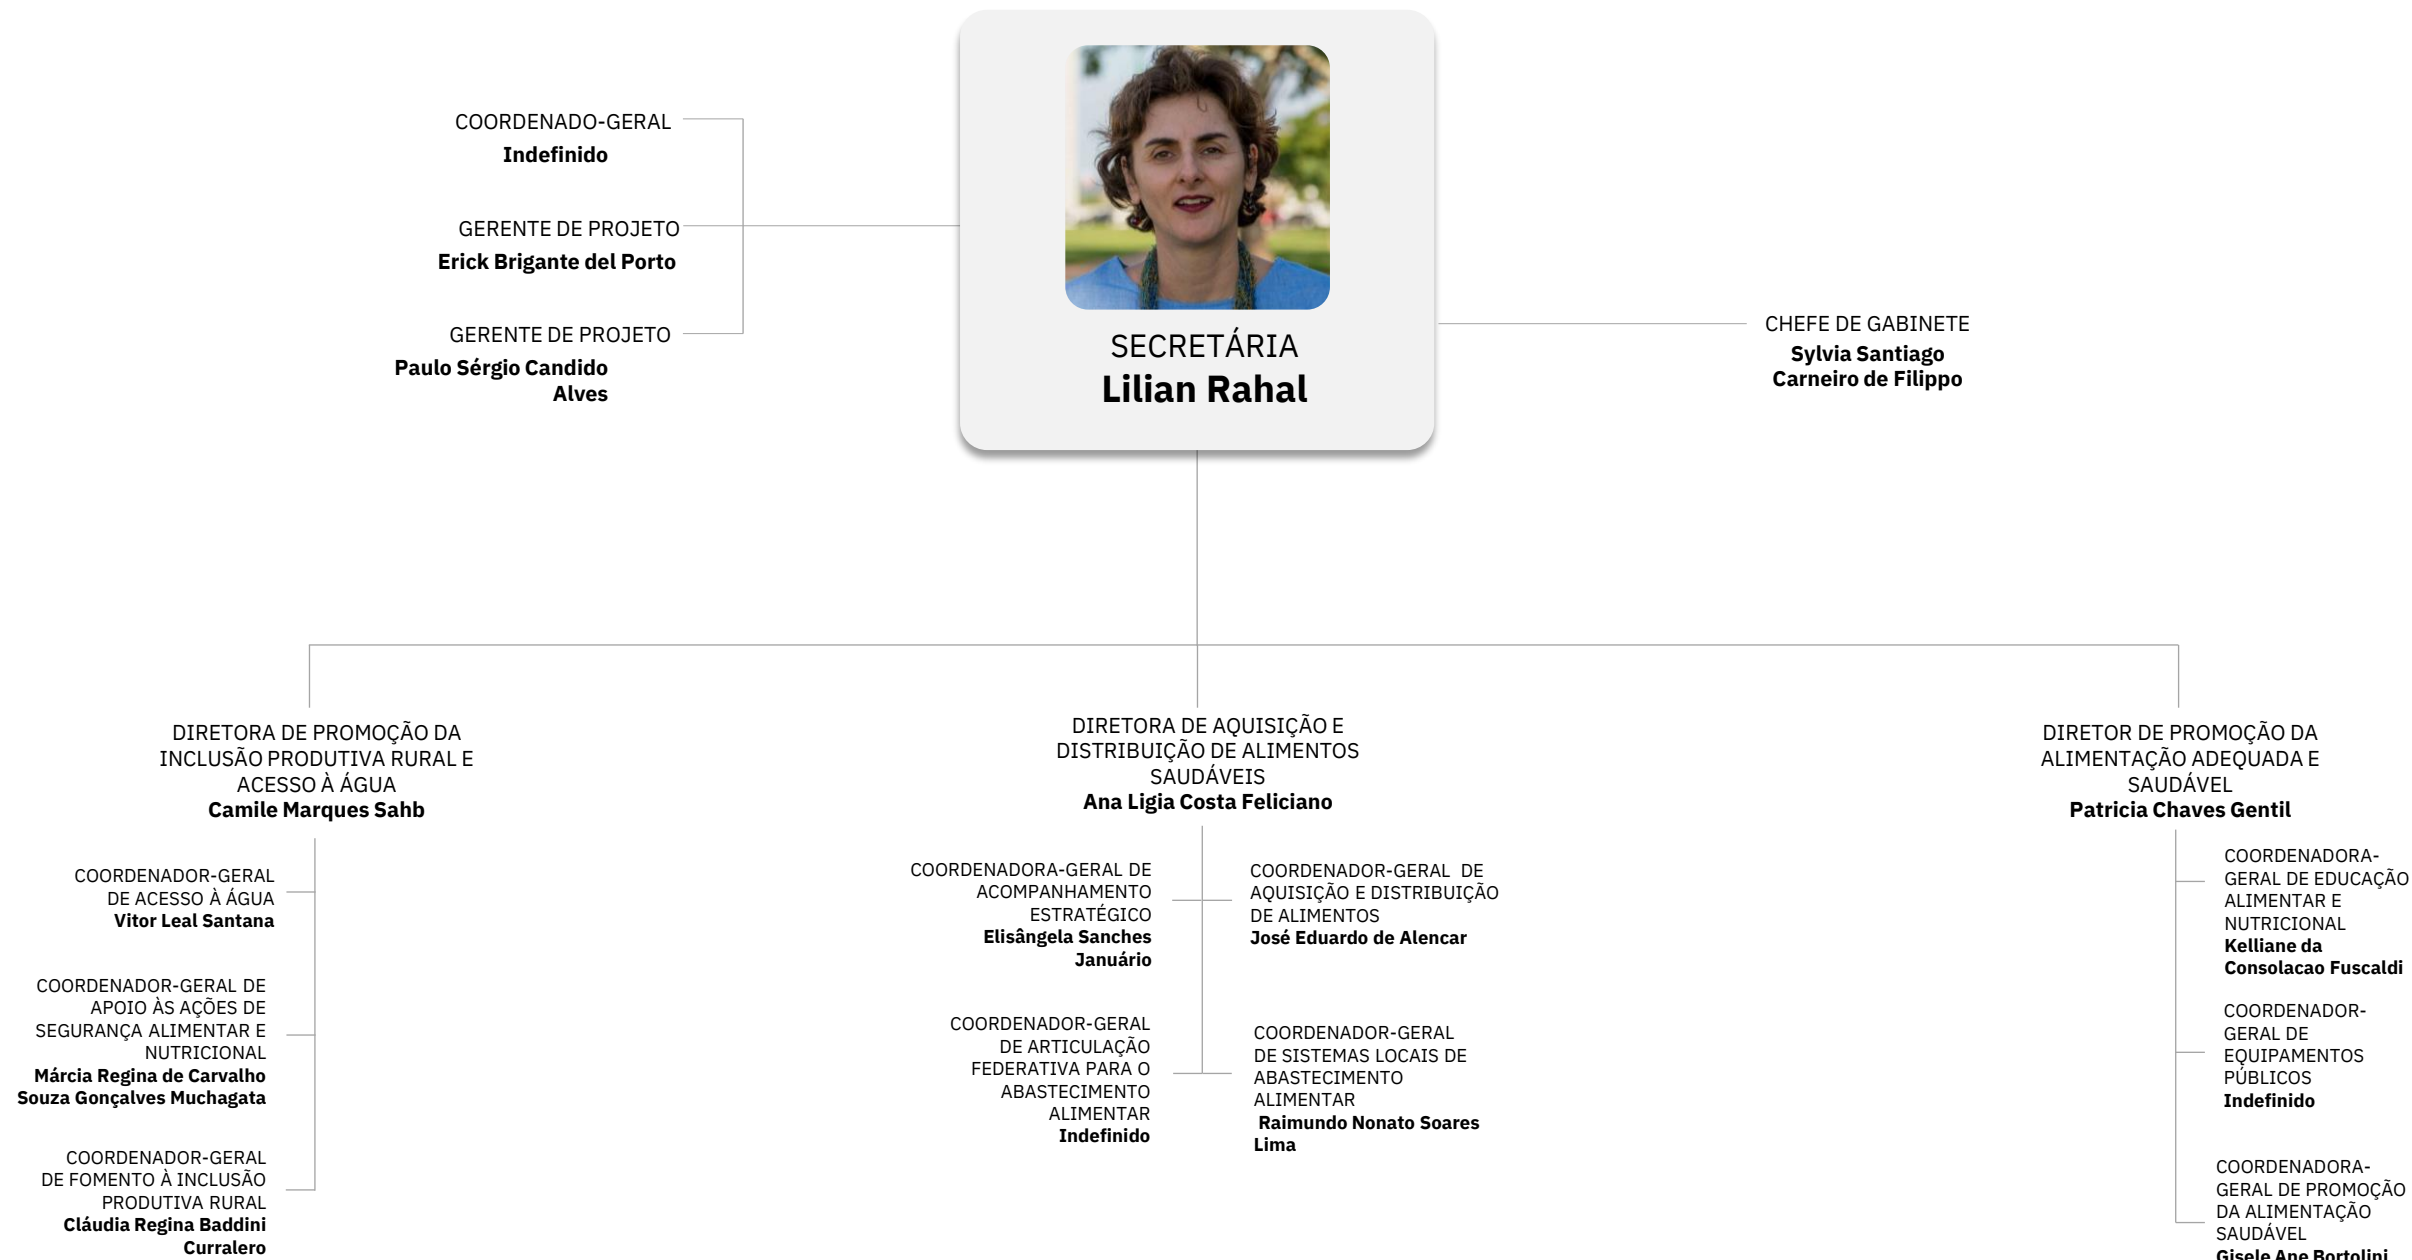 COORDENADO-GERAL
Indefinido
GERENTE DE PROJETO
Erick Brigante del Porto
GERENTE DE PROJETO
Paulo Sérgio Candido
Alves
SECRETÁRIA
Lilian Rahal
CHEFE DE GABINETE
Sylvia Santiago
Carneiro de Filippo
DIRETORA DE PROMOÇÃO DA
INCLUSÃO PRODUTIVA RURAL E
ACESSO À ÁGUA
Camile Marques Sahb
COORDENADOR-GERAL
DE ACESSO À ÁGUA
Vitor Leal Santana
COORDENADOR-GERAL DE
APOIO ÀS AÇÕES DE
SEGURANÇA ALIMENTAR E
NUTRICIONAL
Márcia Regina de Carvalho
Souza Gonçalves Muchagata
COORDENADOR-GERAL
DE FOMENTO À INCLUSÃO
PRODUTIVA RURAL
Cláudia Regina Baddini
Curralero
DIRETORA DE AQUISIÇÃO E
DISTRIBUIÇÃO DE ALIMENTOS
SAUDÁVEIS
Ana Ligia Costa Feliciano
COORDENADORA-GERAL DE
ACOMPANHAMENTO
ESTRATÉGICO
Elisângela Sanches
Januário
COORDENADOR-GERAL DE
AQUISIÇÃO E DISTRIBUIÇÃO
DE ALIMENTOS
José Eduardo de Alencar
COORDENADOR-GERAL
DE ARTICULAÇÃO
FEDERATIVA PARA O
ABASTECIMENTO
ALIMENTAR
Indefinido
COORDENADOR-GERAL
DE SISTEMAS LOCAIS DE
ABASTECIMENTO
ALIMENTAR
Raimundo Nonato Soares
Lima
DIRETOR DE PROMOÇÃO DA
ALIMENTAÇÃO ADEQUADA E
SAUDÁVEL
Patricia Chaves Gentil
COORDENADORA-
GERAL DE EDUCAÇÃO
ALIMENTAR E
NUTRICIONAL
Kelliane da
Consolacao Fuscaldi
COORDENADOR-
GERAL DE
EQUIPAMENTOS
PÚBLICOS
Indefinido
COORDENADORA-
GERAL DE PROMOÇÃO
DA ALIMENTAÇÃO
SAUDÁVEL
Gisele Ane Bortolini